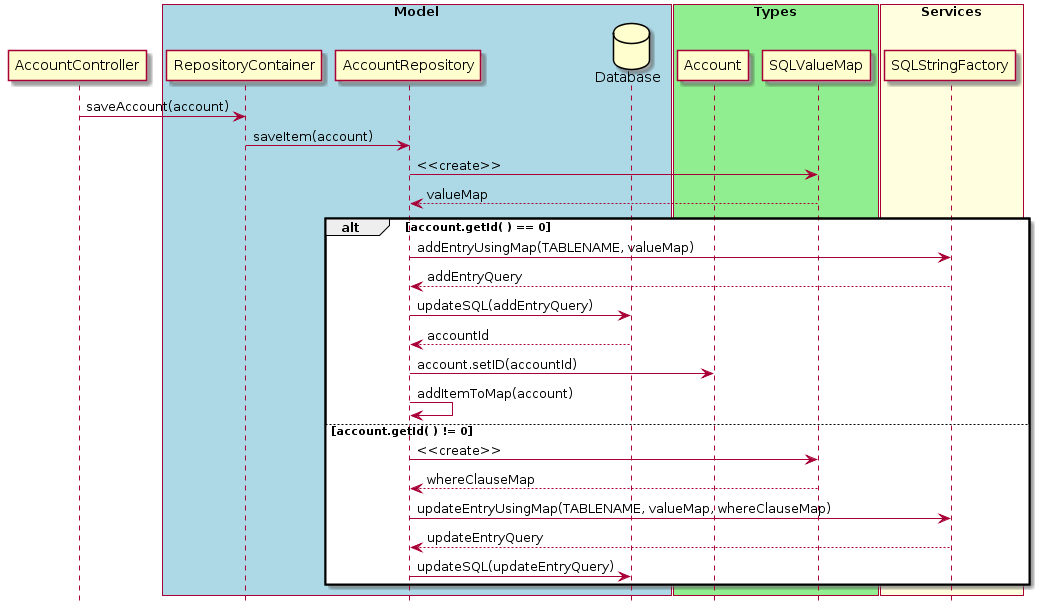 Model
Types
Services
AccountController
RepositoryContainer
AccountRepository
Database
Account
SQLValueMap
SQLStringFactory
saveAccount(account)
saveItem(account)
<<create>>
valueMap
alt
[account.getId( ) == 0]
addEntryUsingMap(TABLENAME, valueMap)
addEntryQuery
updateSQL(addEntryQuery)
accountId
account.setID(accountId)
addItemToMap(account)
[account.getId( ) != 0]
<<create>>
whereClauseMap
updateEntryUsingMap(TABLENAME, valueMap, whereClauseMap)
updateEntryQuery
updateSQL(updateEntryQuery)